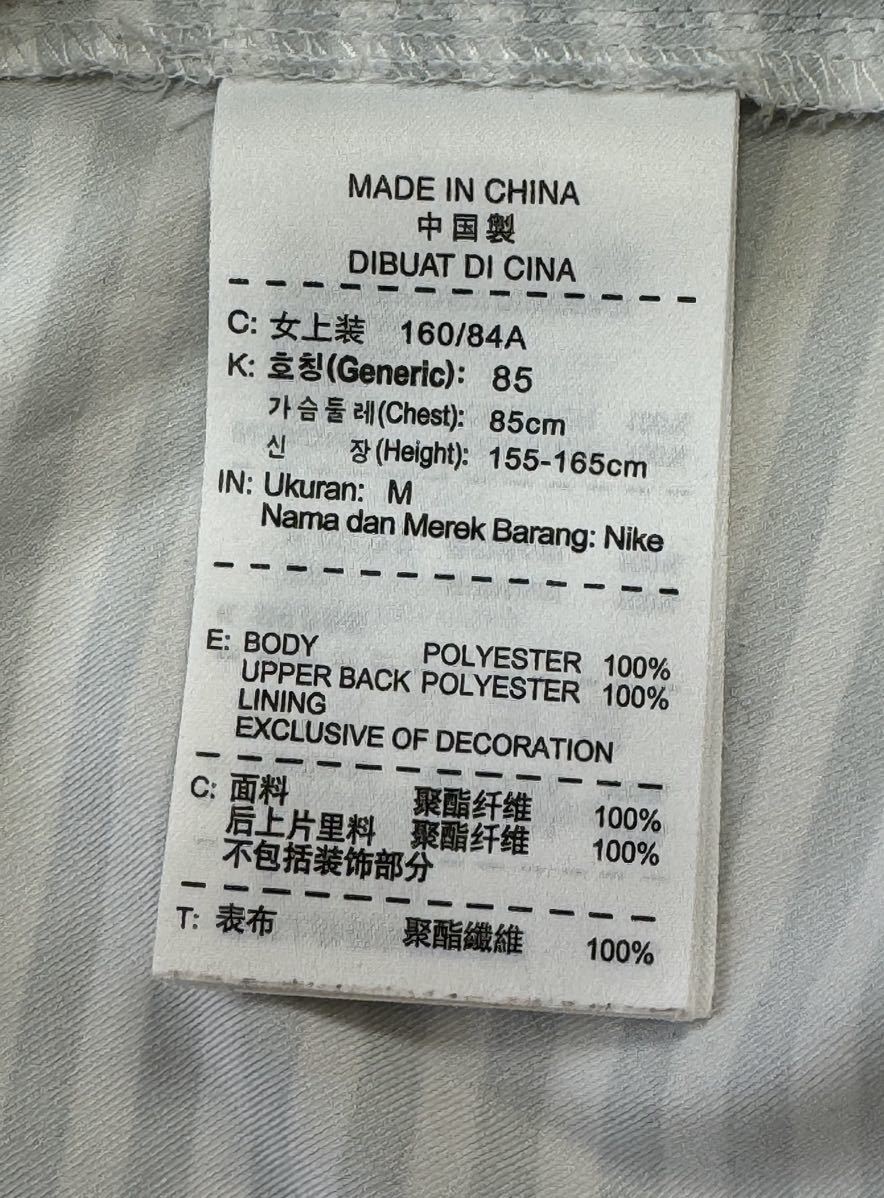 MADE IN CHINA
中国製
DIBUAT DI CINA
C: 女上装 160/84A
K: 호칭(Generic): 85
가슴둘레(Chest): 85cm
신 장(Height): 155-165cm
IN: Ukuran: M
Nama dan Merek Barang: Nike
E: BODY POLYESTER 100%
UPPER BACK POLYESTER 100%
LINING
EXCLUSIVE OF DECORATION
C: 面料 聚酯纤维 100%
后上片里料 聚酯纤维 100%
不包括装饰部分
T: 表布 聚酯纖維 100%